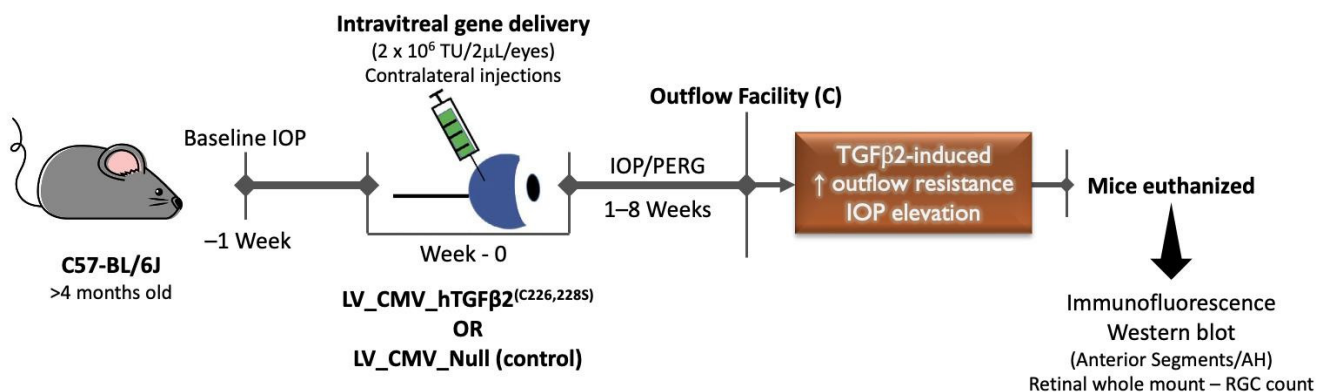 Intravitreal gene delivery
(2 x 10⁶ TU/2μL/eyes)
Contralateral injections
Outflow Facility (C)
Baseline IOP
IOP/PERG
TGFβ2-induced
↑ outflow resistance
IOP elevation
Mice euthanized
–1 Week
1–8 Weeks
Week - 0
C57-BL/6J
>4 months old
LV_CMV_hTGFβ2(C226,228S)
OR
LV_CMV_Null (control)
Immunofluorescence
Western blot
(Anterior Segments/AH)
Retinal whole mount – RGC count